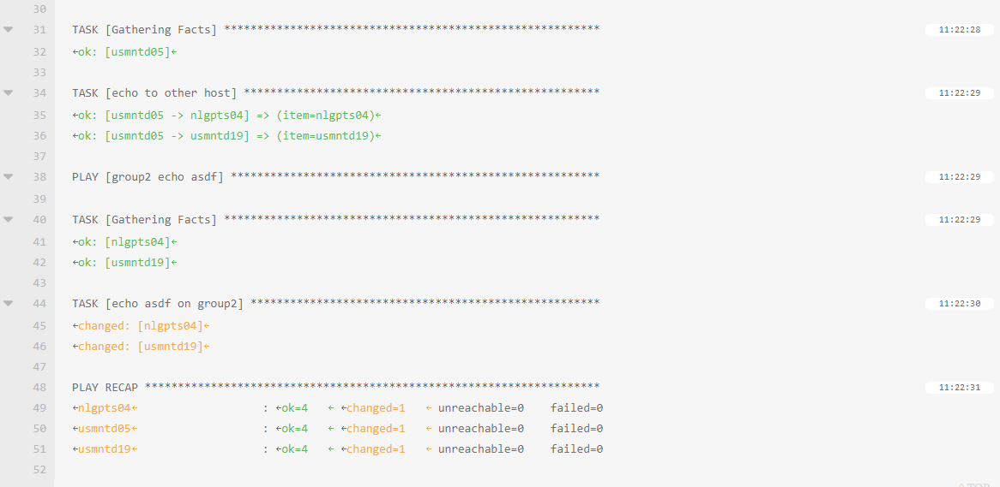 30
31 TASK [Gathering Facts] ********************************************************* 11:22:28
32 ←ok: [usmntd05]←
33
34 TASK [echo to other host] ****************************************************** 11:22:29
35 ←ok: [usmntd05 -> nlgpts04] => (item=nlgpts04)←
36 ←ok: [usmntd05 -> usmntd19] => (item=usmntd19)←
37
38 PLAY [group2 echo asdf] ******************************************************** 11:22:29
39
40 TASK [Gathering Facts] ********************************************************* 11:22:29
41 ←ok: [nlgpts04]←
42 ←ok: [usmntd19]←
43
44 TASK [echo asdf on group2] ***************************************************** 11:22:30
45 ←changed: [nlgpts04]←
46 ←changed: [usmntd19]←
47
48 PLAY RECAP ********************************************************************* 11:22:31
49 ←nlgpts04← : ←ok=4 ← ←changed=1 ← unreachable=0 failed=0
50 ←usmntd05← : ←ok=4 ← ←changed=1 ← unreachable=0 failed=0
51 ←usmntd19← : ←ok=4 ← ←changed=1 ← unreachable=0 failed=0
52